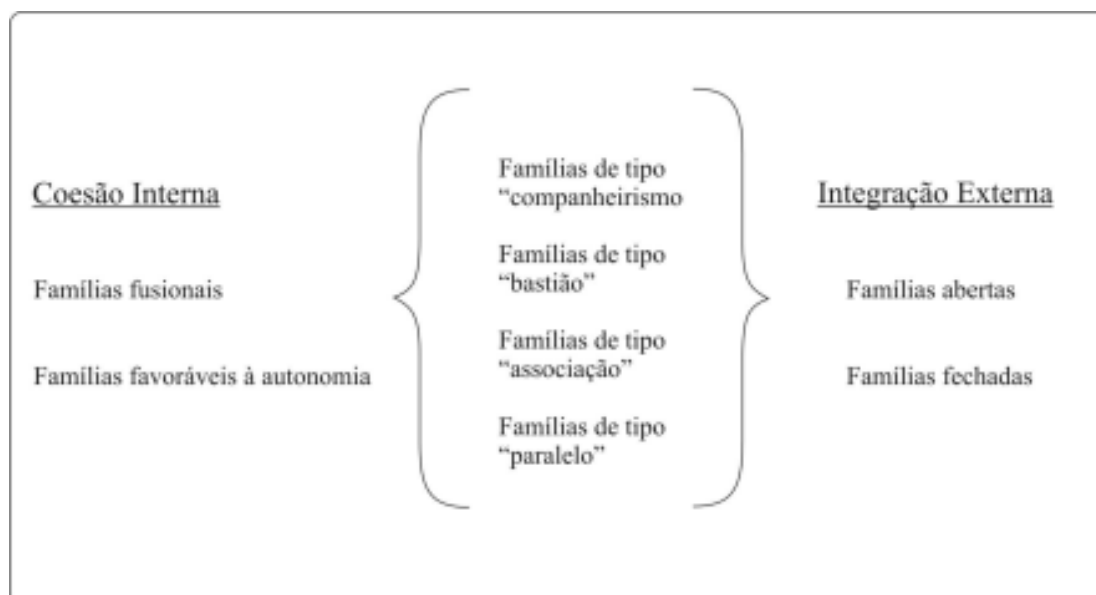 Coesão Interna
Famílias fusionais
Famílias favoráveis à autonomia
Famílias de tipo
“companheirismo
Famílias de tipo
“bastião”
Famílias de tipo
“associação”
Famílias de tipo
“paralelo”
Integração Externa
Famílias abertas
Famílias fechadas